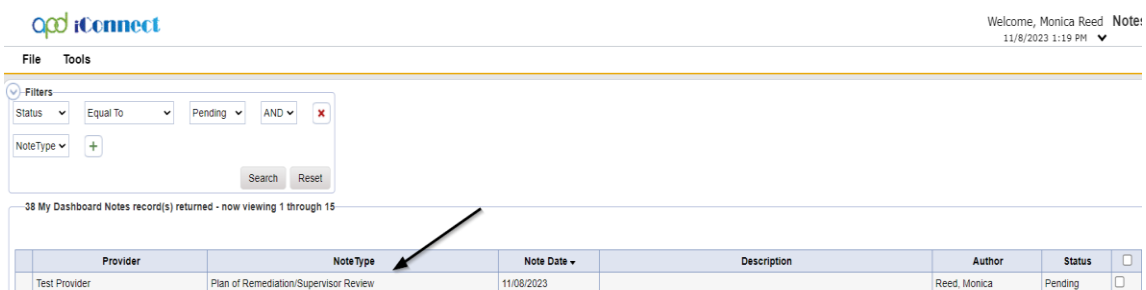 apd iConnect
Welcome, Monica Reed Notes
11/8/2023 1:19 PM
File Tools
Filters
Status Equal To Pending AND
NoteType +
Search Reset
38 My Dashboard Notes record(s) returned - now viewing 1 through 15
Provider NoteType Note Date Description Author Status
Test Provider Plan of Remediation/Supervisor Review 11/08/2023 Reed, Monica Pending